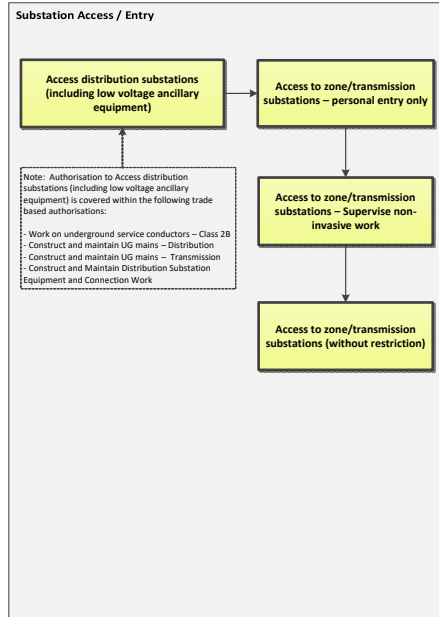 Substation Access / Entry
Access distribution substations
(including low voltage ancillary
equipment)
Access to zone/transmission
substations – personal entry only
Note: Authorisation to Access distribution
substations (including low voltage ancillary
equipment) is covered within the following trade
based authorisations:
- Work on underground service conductors – Class 2B
- Construct and maintain UG mains – Distribution
- Construct and maintain UG mains – Transmission
- Construct and Maintain Distribution Substation
Equipment and Connection Work
Access to zone/transmission
substations – Supervise non-
invasive work
Access to zone/transmission
substations (without restriction)